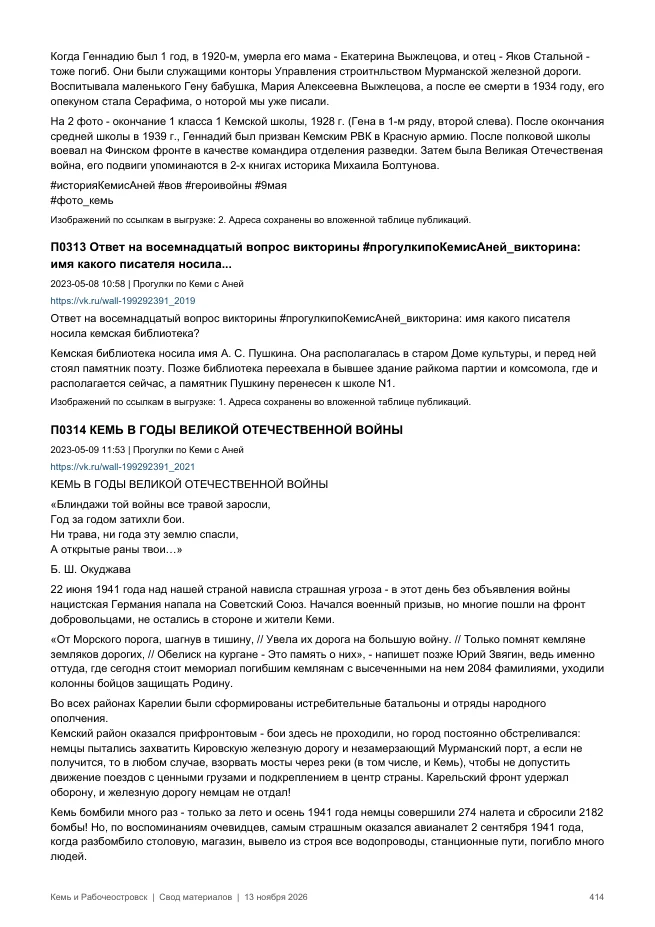 Когда Геннадию был 1 год, в 1920-м, умерла его мама - Екатерина Выжлецова, и отец - Яков Стальной -
тоже погиб. Они были служащими конторы Управления строитнльством Мурманской железной дороги.
Воспитывала маленького Гену бабушка, Мария Алексеевна Выжлецова, а после ее смерти в 1934 году, его
опекуном стала Серафима, о норой мы уже писали.
На 2 фото - окончание 1 класса 1 Кемской школы, 1928 г. (Гена в 1-м ряду, второй слева). После окончания
средней школы в 1939 г., Геннадий был призван Кемским РВК в Красную армию. После полковой школы
воевал на Финском фронте в качестве командира отделения разведки. Затем была Великая Отечественая
война, его подвиги упоминаются в 2-х книгах историка Михаила Болтунова.
#историяКемисАней #вов #героивойны #9мая
#фото_кемь
Изображений по ссылкам в выгрузке: 2. Адреса сохранены во вложенной таблице публикаций.
П0313 Ответ на восемнадцатый вопрос викторины #прогулкипоКемисАней_викторина:
имя какого писателя носила...
2023-05-08 10:58 | Прогулки по Кеми с Аней
https://vk.ru/wall-199292391_2019
Ответ на восемнадцатый вопрос викторины #прогулкипоКемисАней_викторина: имя какого писателя
носила кемская библиотека?
Кемская библиотека носила имя А. С. Пушкина. Она располагалась в старом Доме культуры, и перед ней
стоял памятник поэту. Позже библиотека переехала в бывшее здание райкома партии и комсомола, где и
располагается сейчас, а памятник Пушкину перенесен к школе N1.
Изображений по ссылкам в выгрузке: 1. Адреса сохранены во вложенной таблице публикаций.
П0314 КЕМЬ В ГОДЫ ВЕЛИКОЙ ОТЕЧЕСТВЕННОЙ ВОЙНЫ
2023-05-09 11:53 | Прогулки по Кеми с Аней
https://vk.ru/wall-199292391_2021
КЕМЬ В ГОДЫ ВЕЛИКОЙ ОТЕЧЕСТВЕННОЙ ВОЙНЫ
«Блиндажи той войны все травой заросли,
Год за годом затихли бои.
Ни трава, ни года эту землю спасли,
А открытые раны твои…»
Б. Ш. Окуджава
22 июня 1941 года над нашей страной нависла страшная угроза - в этот день без объявления войны
нацистская Германия напала на Советский Союз. Начался военный призыв, но многие пошли на фронт
добровольцами, не остались в стороне и жители Кеми.
«От Морского порога, шагнув в тишину, // Увела их дорога на большую войну. // Только помнят кемляне
земляков дорогих, // Обелиск на кургане - Это память о них», - напишет позже Юрий Звягин, ведь именно
оттуда, где сегодня стоит мемориал погибшим кемлянам с высеченными на нем 2084 фамилиями, уходили
колонны бойцов защищать Родину.
Во всех районах Карелии были сформированы истребительные батальоны и отряды народного
ополчения.
Кемский район оказался прифронтовым - бои здесь не проходили, но город постоянно обстреливался:
немцы пытались захватить Кировскую железную дорогу и незамерзающий Мурманский порт, а если не
получится, то в любом случае, взорвать мосты через реки (в том числе, и Кемь), чтобы не допустить
движение поездов с ценными грузами и подкреплением в центр страны. Карельский фронт удержал
оборону, и железную дорогу немцам не отдал!
Кемь бомбили много раз - только за лето и осень 1941 года немцы совершили 274 налета и сбросили 2182
бомбы! Но, по воспоминаниям очевидцев, самым страшным оказался авианалет 2 сентября 1941 года,
когда разбомбило столовую, магазин, вывело из строя все водопроводы, станционные пути, погибло много
людей.
Кемь и Рабочеостровск | Свод материалов | 13 ноября 2026
414